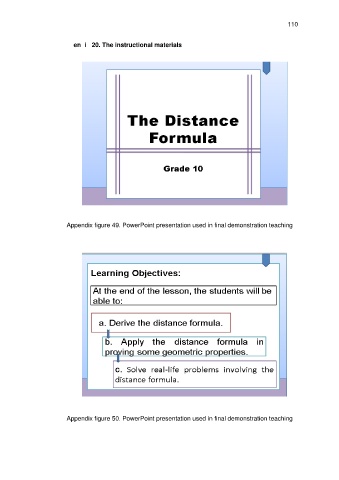 110
en i 20. The instructional materials
The Distance
Formula
Grade 10
Appendix figure 49. PowerPoint presentation used in final demonstration teaching
Learning Objectives:
At the end of the lesson, the students will be
able to:
a. Derive the distance formula.
b. Apply the distance formula in
proving some geometric properties.
c. Solve real-life problems involving the
distance formula.
Appendix figure 50. PowerPoint presentation used in final demonstration teaching